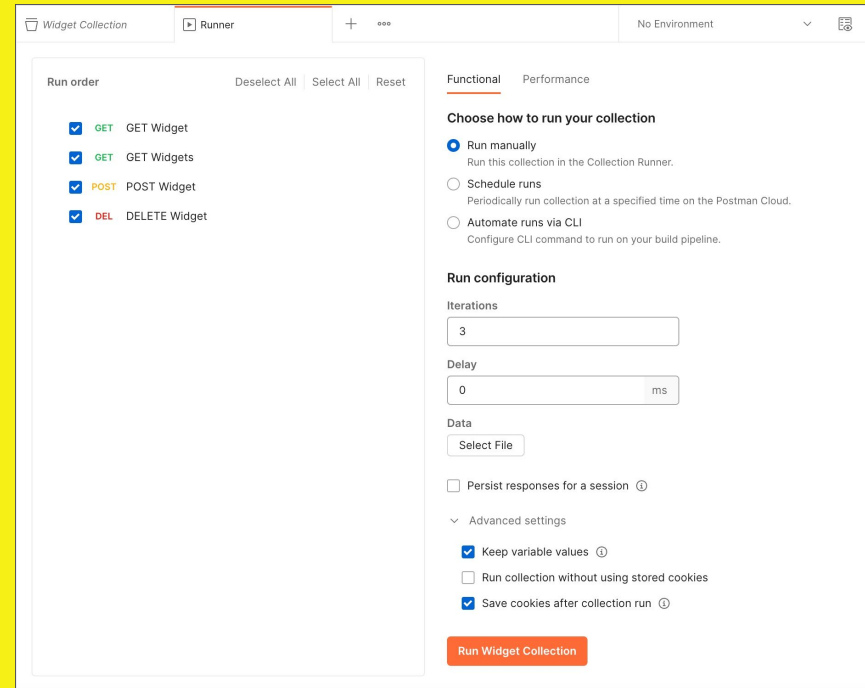 Widget Collection
Runner
No Environment
Run order
Deselect All
Select All
Reset
GET GET Widget
GET GET Widgets
POST POST Widget
DEL DELETE Widget
Functional
Performance
Choose how to run your collection
Run manually
Run this collection in the Collection Runner.
Schedule runs
Periodically run collection at a specified time on the Postman Cloud.
Automate runs via CLI
Configure CLI command to run on your build pipeline.
Run configuration
Iterations
3
Delay
0 ms
Data
Select File
Persist responses for a session
Advanced settings
Keep variable values
Run collection without using stored cookies
Save cookies after collection run
Run Widget Collection